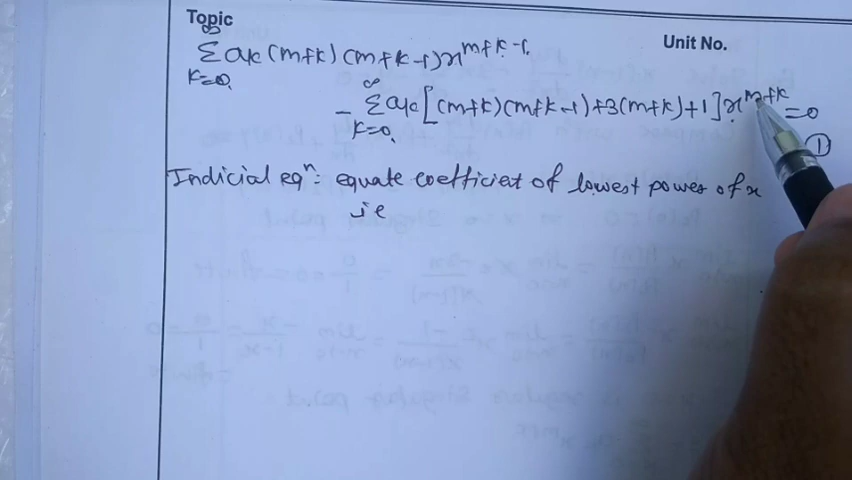 Topic
Unit No.
∞
Σ aₖ (m+k) (m+k-1) x^m+k-1
k=0
∞
- Σ aₖ [(m+k)(m+k-1)+3(m+k)+1] x^m+k = 0
k=0
①
Indicial eqⁿ: equate coefficient of lowest power of x
ie